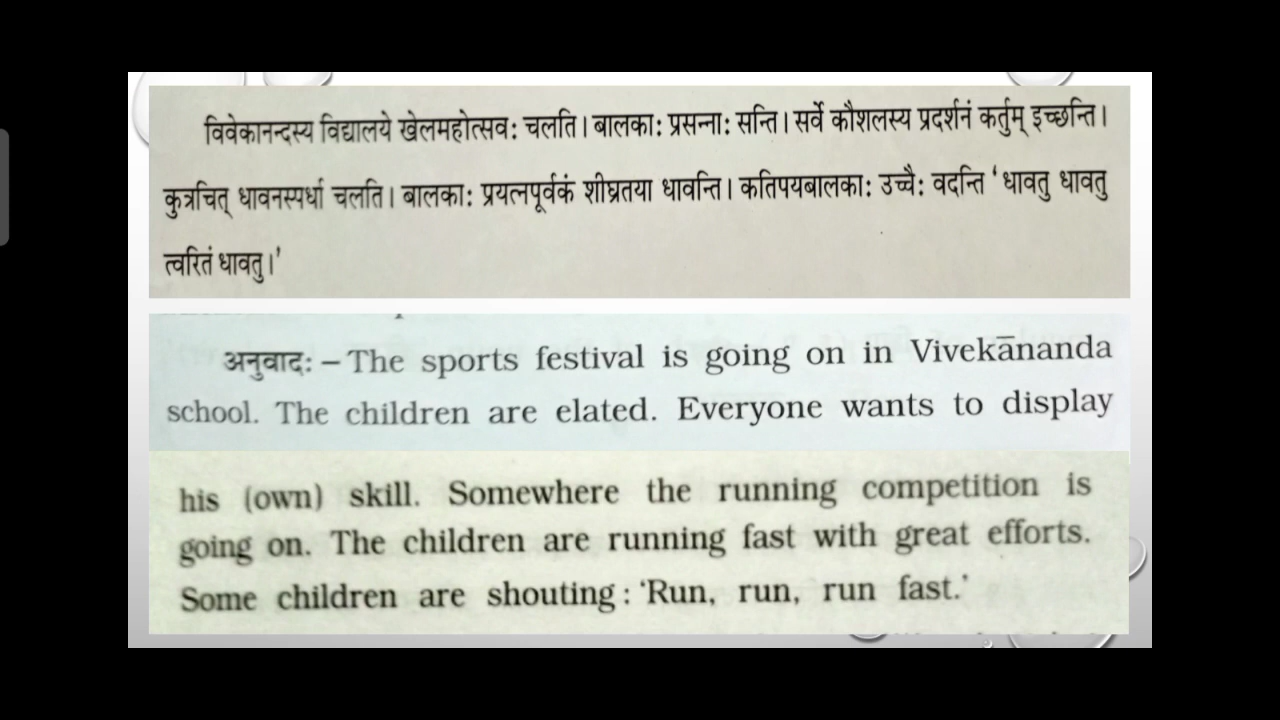 विवेकानन्दस्य विद्यालये खेलमहोत्सवः चलति। बालकाः प्रसन्नाः सन्ति। सर्वे कौशलस्य प्रदर्शनं कर्तुम् इच्छन्ति।
कुत्रचित् धावनस्पर्धा चलति। बालकाः प्रयत्नपूर्वकं शीघ्रतया धावन्ति। कतिपयबालकाः उच्चैः वदन्ति ‘धावतु धावतु
त्वरितं धावतु।’
अनुवादः – The sports festival is going on in Vivekānanda
school. The children are elated. Everyone wants to display
his (own) skill. Somewhere the running competition is
going on. The children are running fast with great efforts.
Some children are shouting : ‘Run, run, run fast.’